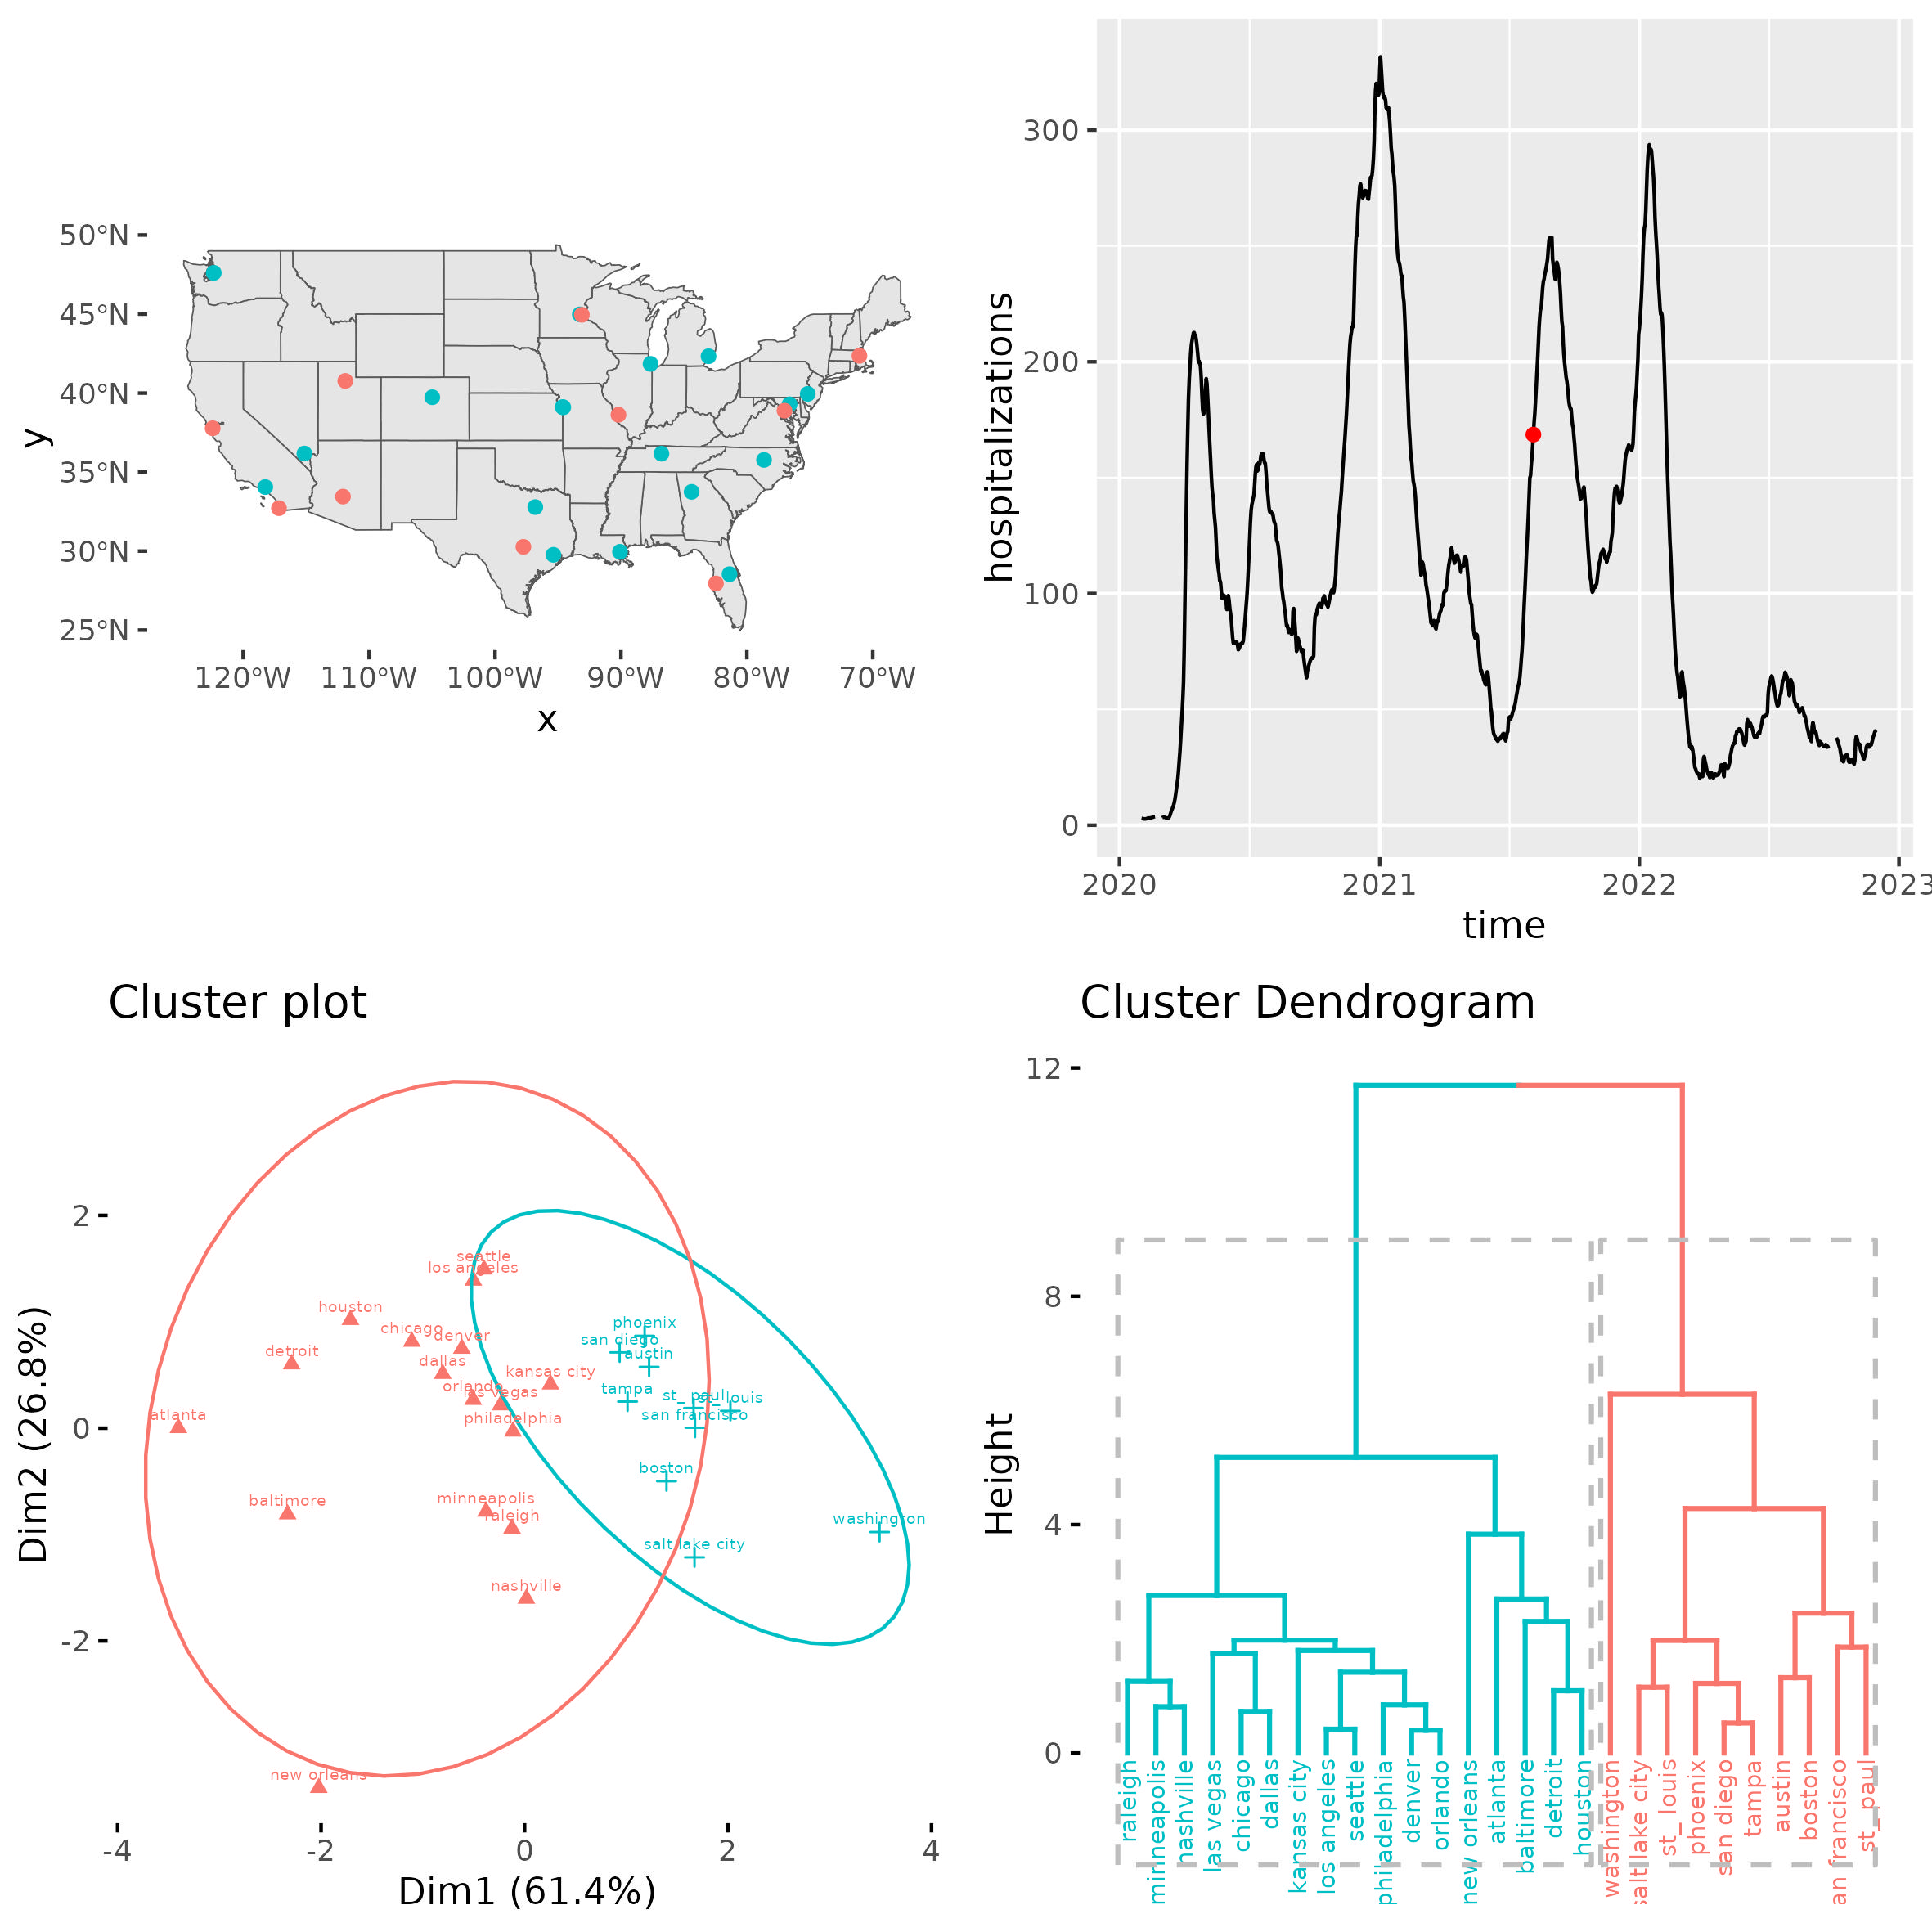 50°N
45°N
40°N
35°N
30°N
25°N
y
120°W 110°W 100°W 90°W 80°W 70°W
x
300
200
100
0
hospitalizations
2020 2021 2022 2023
time
Cluster plot
2
0
-2
Dim2 (26.8%)
seattle
los angeles
houston
phoenix
chicago
denver
san diego
detroit
austin
dallas
kansas city
orlando
las vegas
tampa
st_paul
st_louis
atlanta
philadelphia
san francisco
boston
minneapolis
baltimore
raleigh
washington
salt lake city
nashville
new orleans
-4 -2 0 2 4
Dim1 (61.4%)
Cluster Dendrogram
12
8
4
0
Height
raleigh
minneapolis
nashville
las vegas
chicago
dallas
kansas city
los angeles
seattle
philadelphia
denver
orlando
new orleans
atlanta
baltimore
detroit
houston
washington
salt lake city
st_louis
phoenix
san diego
tampa
austin
boston
an francisco
st_paul